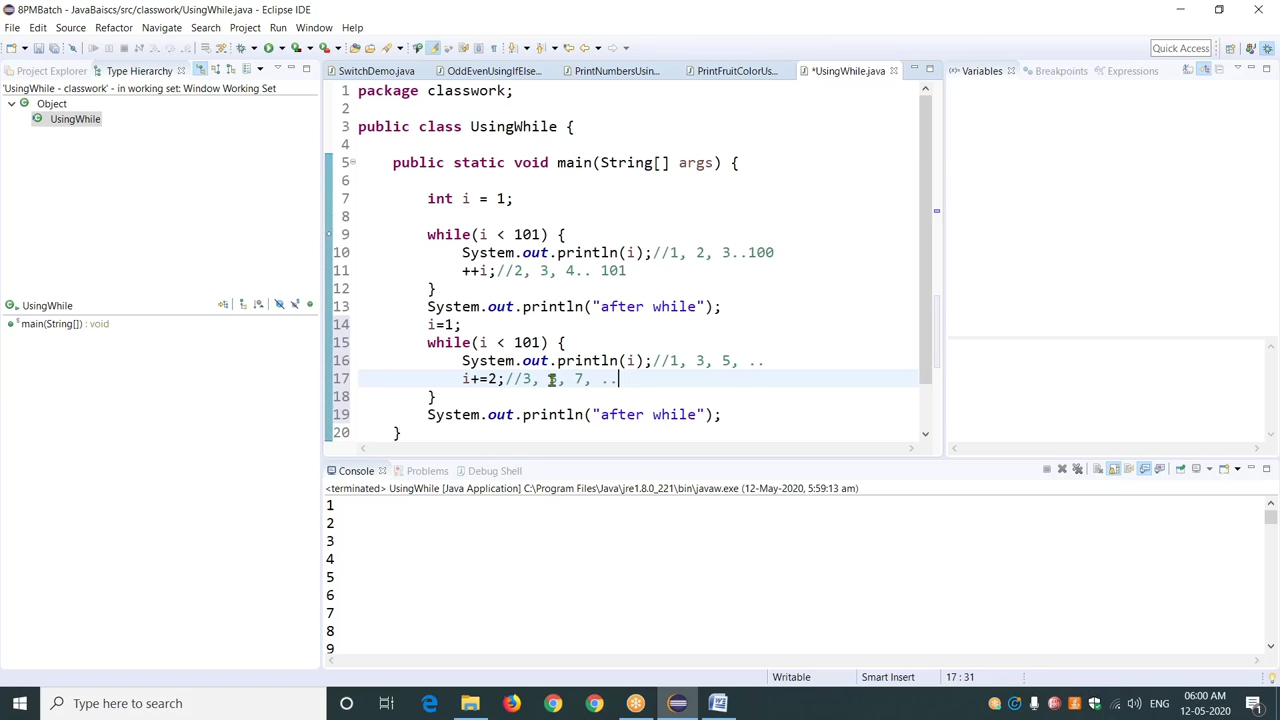 8PMBatch - JavaBaiscs/src/classwork/UsingWhile.java - Eclipse IDE
File Edit Source Refactor Navigate Search Project Run Window Help
Quick Access
Project Explorer Type Hierarchy
SwitchDemo.java OddEvenUsingIfElse... PrintNumbersUsin... PrintFruitColorUs... *UsingWhile.java
Variables Breakpoints Expressions
'UsingWhile - classwork' - in working set: Window Working Set
Object
UsingWhile
1 package classwork;
2
3 public class UsingWhile {
4
5 public static void main(String[] args) {
6
7 int i = 1;
8
9 while(i < 101) {
10 System.out.println(i);//1, 2, 3..100
11 ++i;//2, 3, 4.. 101
12 }
13 System.out.println("after while");
14 i=1;
15 while(i < 101) {
16 System.out.println(i);//1, 3, 5, ..
17 i+=2;//3, 5, 7, ..
18 }
19 System.out.println("after while");
20 }
UsingWhile
main(String[]) : void
Console Problems Debug Shell
<terminated> UsingWhile [Java Application] C:\Program Files\Java\jre1.8.0_221\bin\javaw.exe (12-May-2020, 5:59:13 am)
1
2
3
4
5
6
7
8
9
Writable Smart Insert 17 : 31
Type here to search
ENG
06:00 AM
12-05-2020